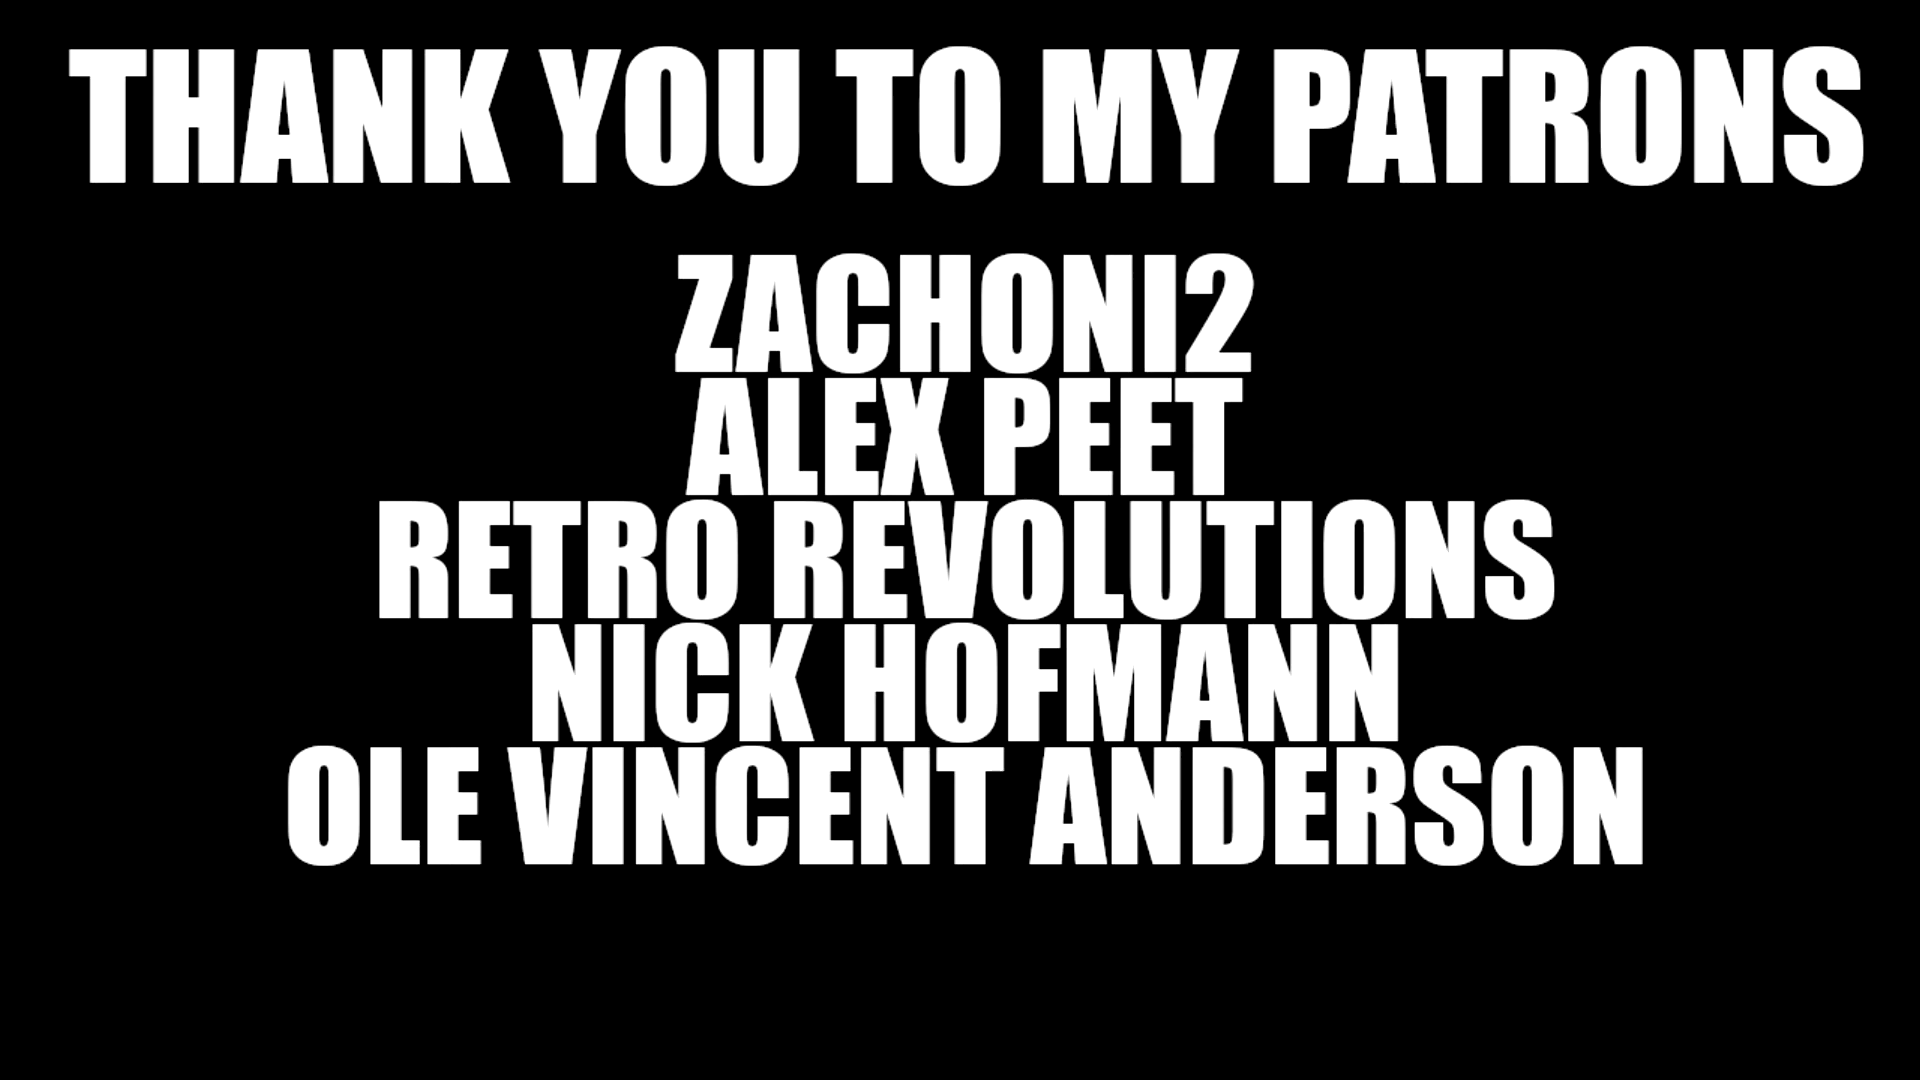 THANK YOU TO MY PATRONS
ZACHONI2
ALEX PEET
RETRO REVOLUTIONS
NICK HOFMANN
OLE VINCENT ANDERSON